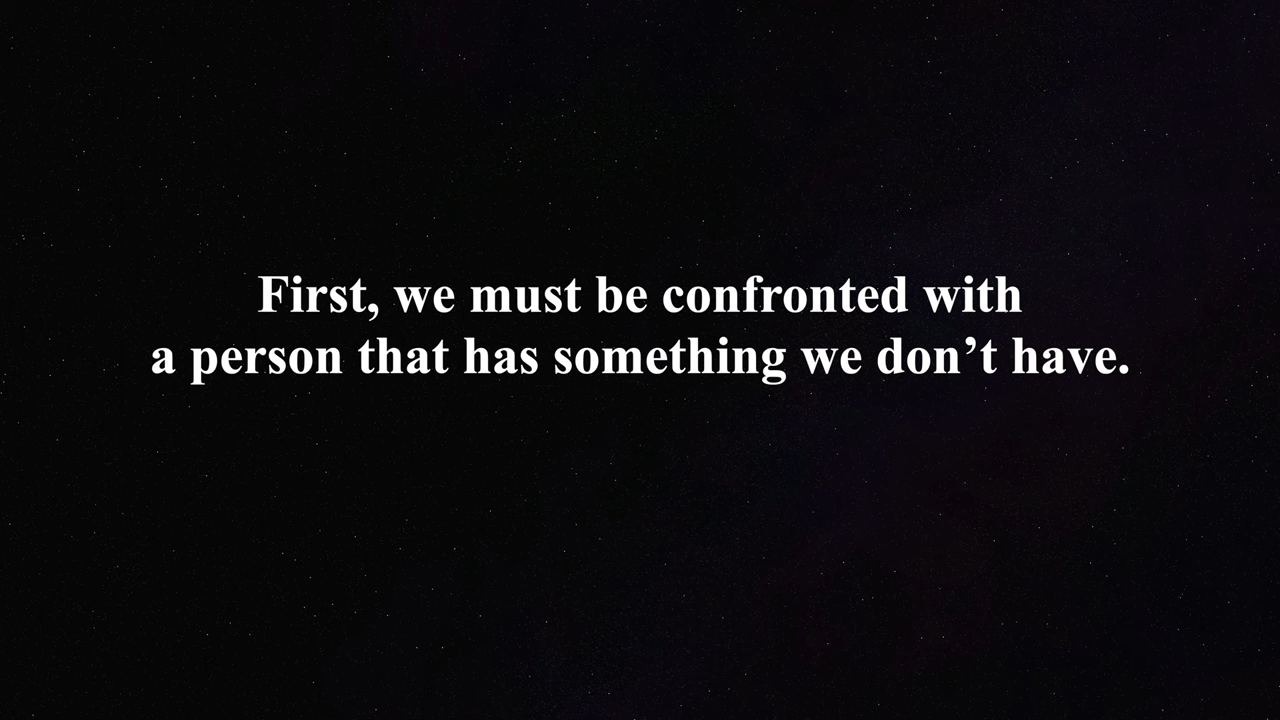 First, we must be confronted with
a person that has something we don’t have.